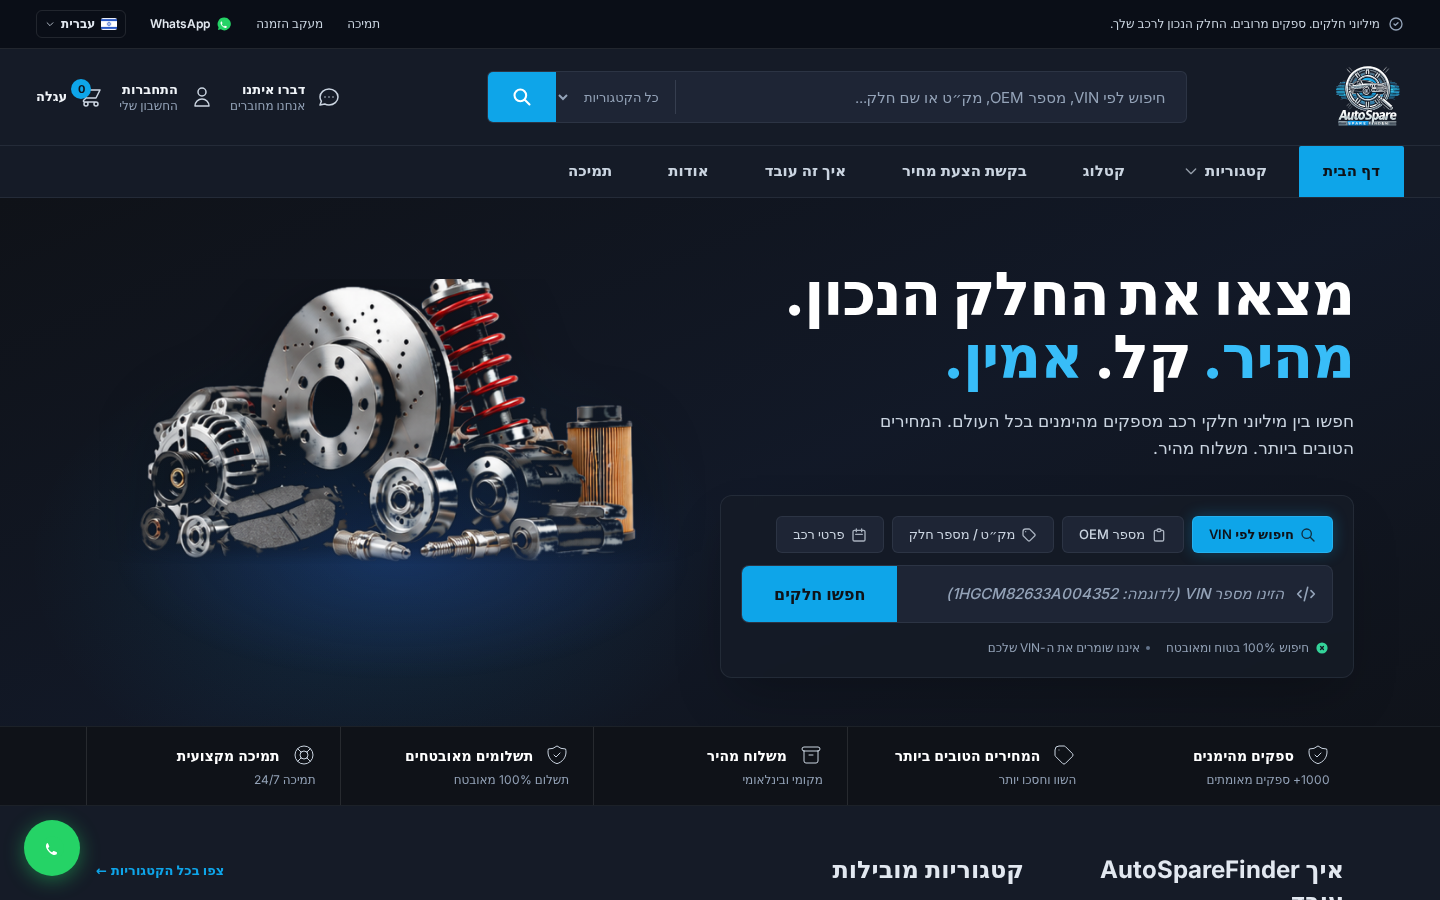 מיליוני חלקים. ספקים מרובים. החלק הנכון לרכב שלך.
תמיכה
מעקב הזמנה
WhatsApp
עברית
AutoSpare
SPARE FINDER
חיפוש לפי VIN, מספר OEM, מק״ט או שם חלק...
כל הקטגוריות
דברו איתנו
אנחנו מחוברים
התחברות
החשבון שלי
0
עגלה
דף הבית
קטגוריות
קטלוג
בקשת הצעת מחיר
איך זה עובד
אודות
תמיכה
מצאו את החלק הנכון.
מהיר. קל. אמין.
חפשו בין מיליוני חלקי רכב מספקים מהימנים בכל העולם. המחירים
הטובים ביותר. משלוח מהיר.
חיפוש לפי VIN
מספר OEM
מק״ט / מספר חלק
פרטי רכב
הזינו מספר VIN (לדוגמה: 1HGCM82633A004352)
חפשו חלקים
חיפוש 100% בטוח ומאובטח
• איננו שומרים את ה-VIN שלכם
ספקים מהימנים
1000+ ספקים מאומתים
המחירים הטובים ביותר
השוו וחסכו יותר
משלוח מהיר
מקומי ובינלאומי
תשלומים מאובטחים
תשלום 100% מאובטח
תמיכה מקצועית
תמיכה 24/7
איך AutoSpareFinder
קטגוריות מובילות
צפו בכל הקטגוריות ←